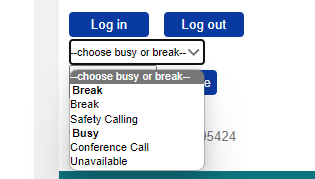 Log in Log out
--choose busy or break--
--choose busy or break--
Break
e
Break
Safety Calling
Busy
5424
Conference Call
Unavailable